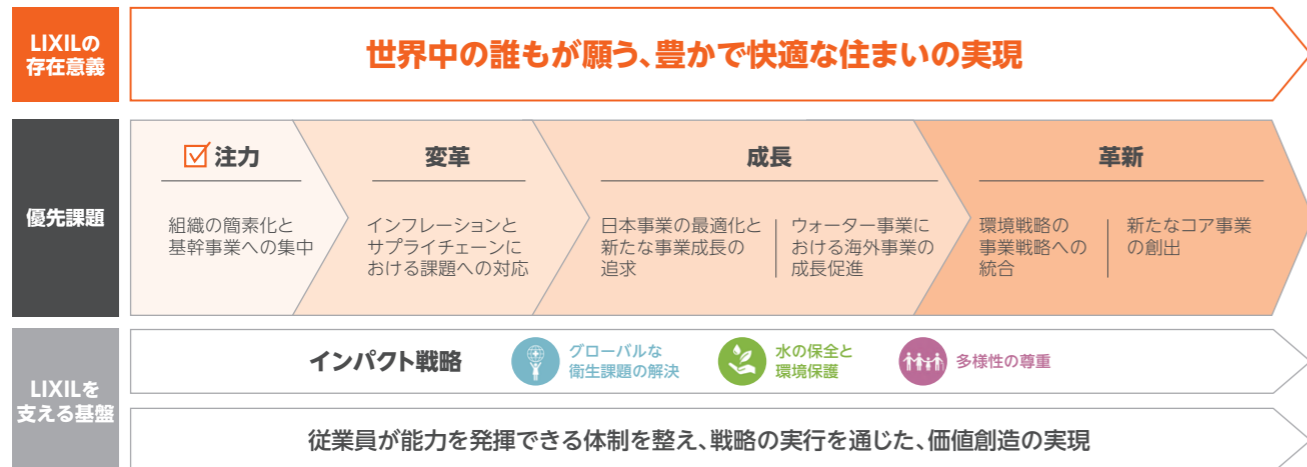 LIXILの
存在意義
世界中の誰もが願う、豊かで快適な住まいの実現
優先課題
注力
組織の簡素化と
基幹事業への集中
変革
インフレーションと
サプライチェーンに
おける課題への対応
成長
日本事業の最適化と
新たな事業成長の
追求
ウォーター事業に
おける海外事業の
成長促進
革新
環境戦略の
事業戦略への
統合
新たなコア事業
の創出
LIXILを
支える基盤
インパクト戦略
グローバルな
衛生課題の解決
水の保全と
環境保護
多様性の尊重
従業員が能力を発揮できる体制を整え、戦略の実行を通じた、価値創造の実現